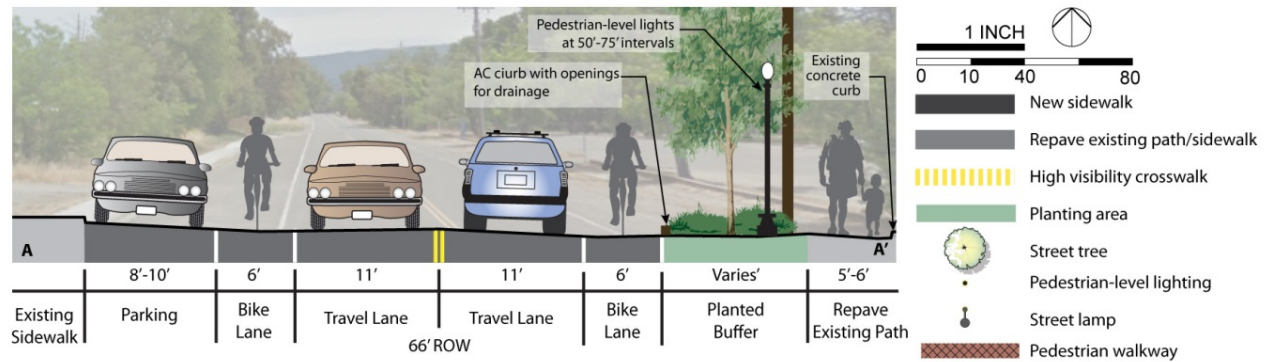 Pedestrian-level lights
at 50'-75' intervals
AC ciurb with openings
for drainage
Existing
concrete
curb
A
A'
8'-10'
6'
11'
11'
6'
Varies'
5'-6'
Existing
Sidewalk
Parking
Bike
Lane
Travel Lane
Travel Lane
Bike
Lane
Planted
Buffer
Repave
Existing Path
66' ROW
1 INCH
0 10 40 80
New sidewalk
Repave existing path/sidewalk
High visibility crosswalk
Planting area
Street tree
Pedestrian-level lighting
Street lamp
Pedestrian walkway